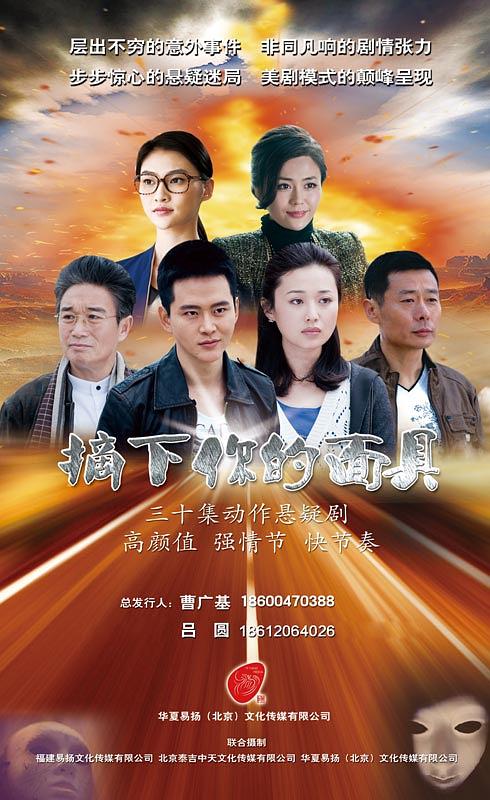 层出不穷的意外事件 非同凡响的剧情张力
步步惊心的悬疑迷局 美剧模式的颠峰呈现
摘下你的面具
三十集动作悬疑剧
高颜值 强情节 快节奏
总发行人：曹广基 18600470388
吕 圆 13612064026
华夏易扬（北京）文化传媒有限公司
联合摄制
福建易扬文化传媒有限公司 北京泰吉中天文化传媒有限公司 华夏易扬（北京）文化传媒有限公司